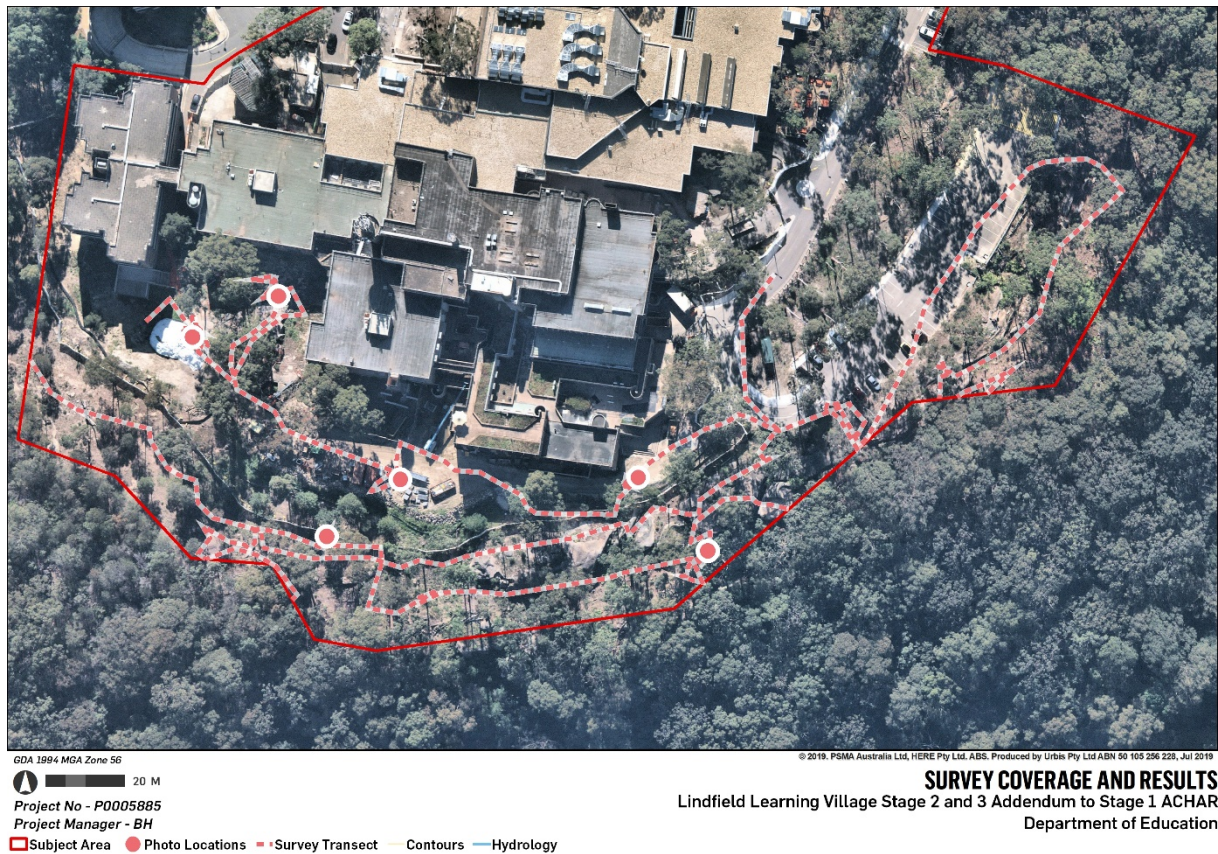 GDA 1994 MGA Zone 56
© 2019. PSMA Australia Ltd, HERE Pty Ltd. ABS. Produced by Urbis Pty Ltd ABN 50 105 256 228, Jul 2019
20 M
SURVEY COVERAGE AND RESULTS
Lindfield Learning Village Stage 2 and 3 Addendum to Stage 1 ACHAR
Project No - P0005885
Project Manager - BH
Department of Education
Subject Area Photo Locations Survey Transect Contours Hydrology